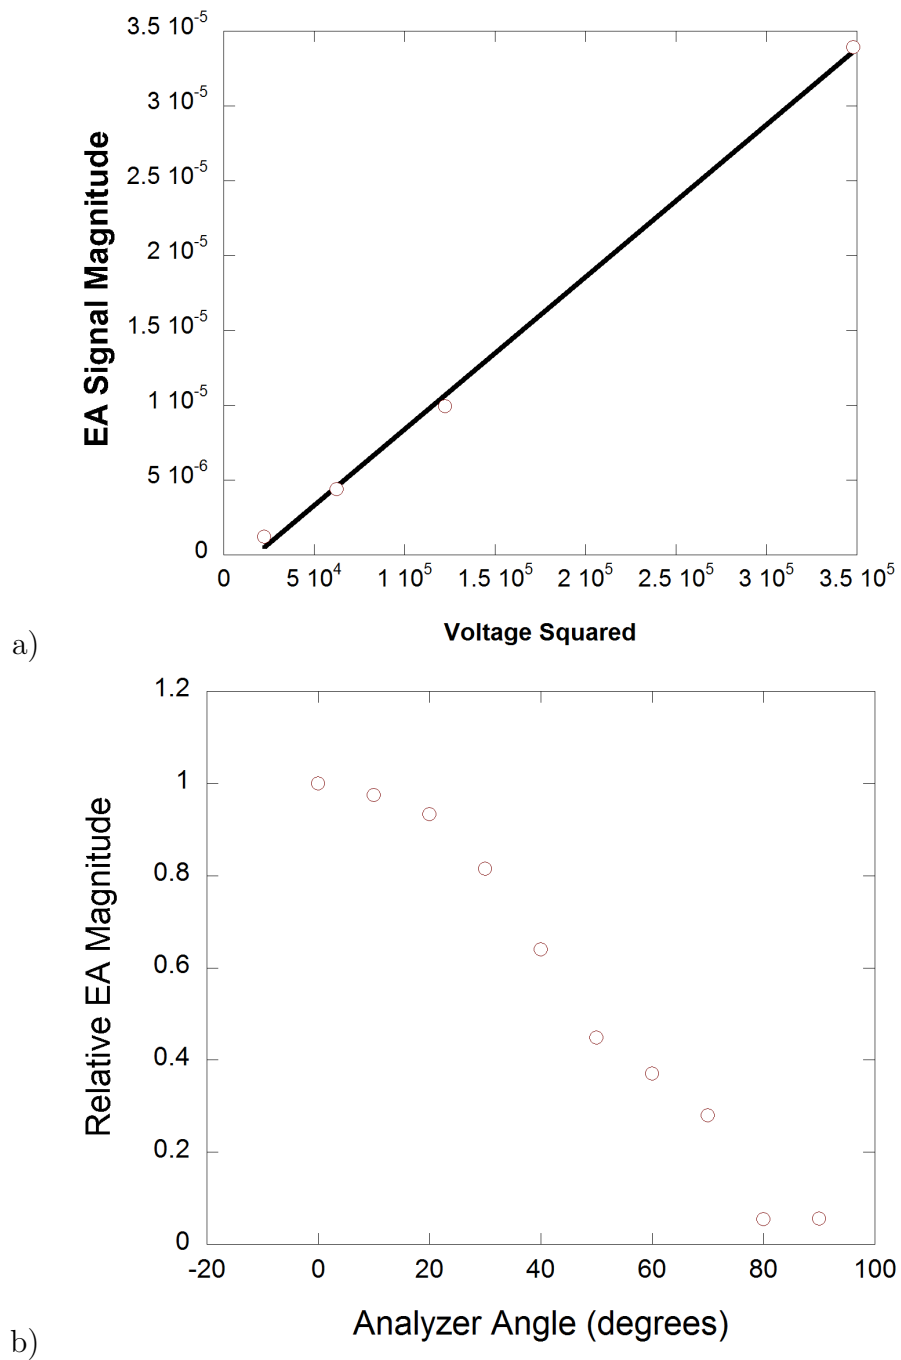 3.5 10⁻⁵
3 10⁻⁵
2.5 10⁻⁵
2 10⁻⁵
1.5 10⁻⁵
1 10⁻⁵
5 10⁻⁶
0
EA Signal Magnitude
0 5 10⁴ 1 10⁵ 1.5 10⁵ 2 10⁵ 2.5 10⁵ 3 10⁵ 3.5 10⁵
Voltage Squared
a)
1.2
1
0.8
0.6
0.4
0.2
0
Relative EA Magnitude
-20 0 20 40 60 80 100
Analyzer Angle (degrees)
b)